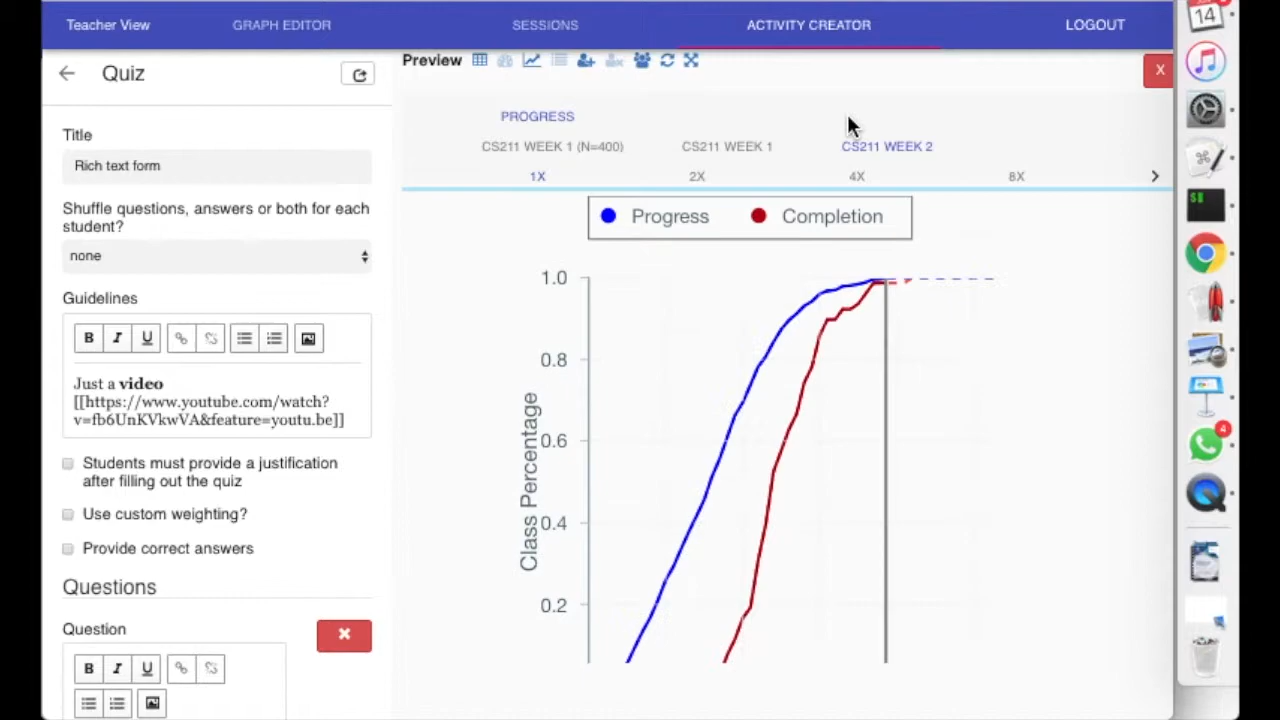 Teacher View GRAPH EDITOR SESSIONS ACTIVITY CREATOR LOGOUT
14
Quiz
Preview
X
Title
Rich text form
Shuffle questions, answers or both for each
student?
none
Guidelines
B I U
Just a video
[[https://www.youtube.com/watch?
v=fb6UnKVkwVA&feature=youtu.be]]
Students must provide a justification
after filling out the quiz
Use custom weighting?
Provide correct answers
Questions
Question
B I U
PROGRESS
CS211 WEEK 1 (N=400) CS211 WEEK 1 CS211 WEEK 2
1X 2X 4X 8X
Progress Completion
Class Percentage
1.0
0.8
0.6
0.4
0.2
4